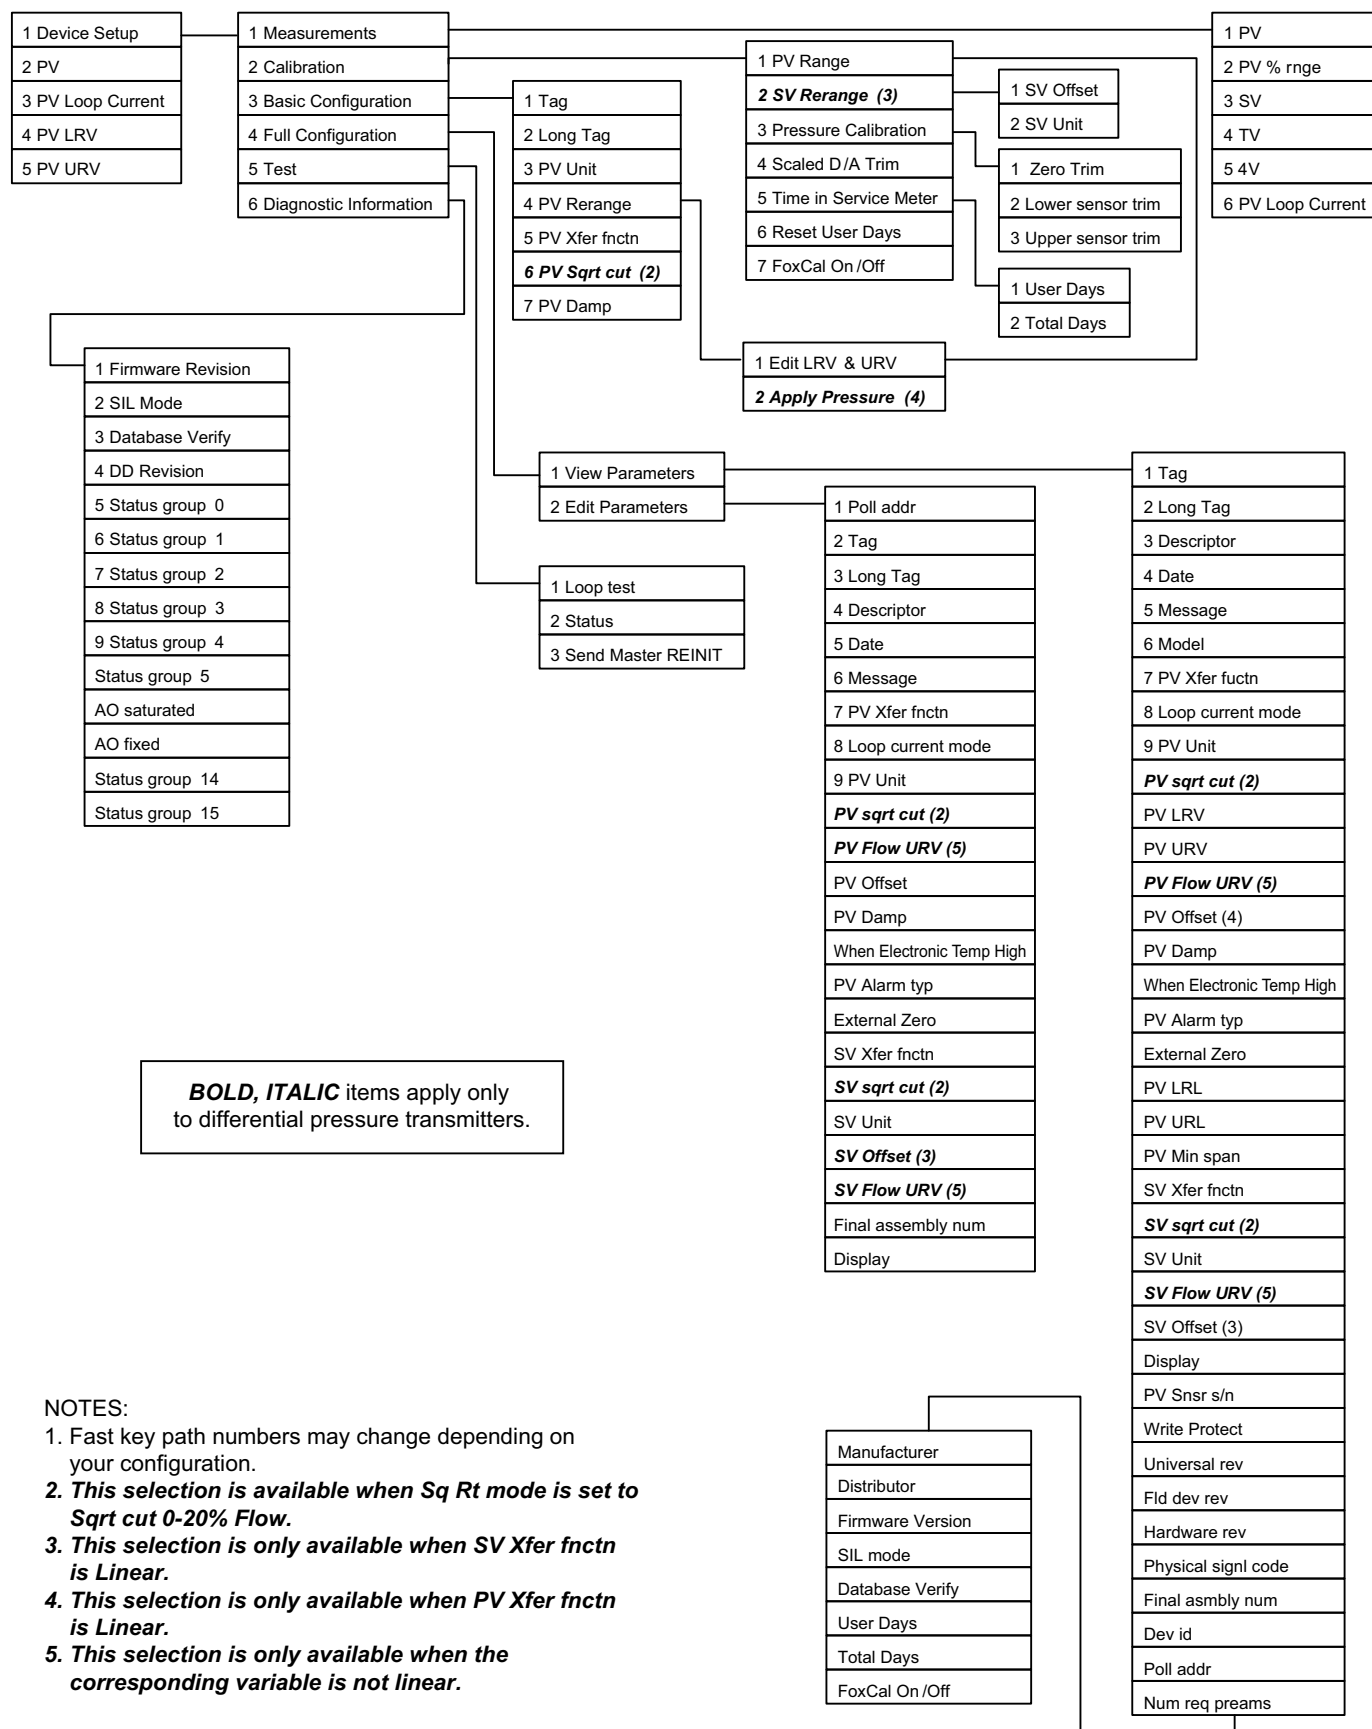 1 Device Setup
2 PV
3 PV Loop Current
4 PV LRV
5 PV URV
1 Measurements
2 Calibration
3 Basic Configuration
4 Full Configuration
5 Test
6 Diagnostic Information
1 Tag
2 Long Tag
3 PV Unit
4 PV Rerange
5 PV Xfer fnctn
6 PV Sqrt cut (2)
7 PV Damp
1 PV Range
2 SV Rerange (3)
3 Pressure Calibration
4 Scaled D/A Trim
5 Time in Service Meter
6 Reset User Days
7 FoxCal On/Off
1 SV Offset
2 SV Unit
1 Zero Trim
2 Lower sensor trim
3 Upper sensor trim
1 User Days
2 Total Days
1 PV
2 PV % rnge
3 SV
4 TV
5 4V
6 PV Loop Current
1 Edit LRV & URV
2 Apply Pressure (4)
1 Firmware Revision
2 SIL Mode
3 Database Verify
4 DD Revision
5 Status group 0
6 Status group 1
7 Status group 2
8 Status group 3
9 Status group 4
Status group 5
AO saturated
AO fixed
Status group 14
Status group 15
1 View Parameters
2 Edit Parameters
1 Loop test
2 Status
3 Send Master REINIT
1 Poll addr
2 Tag
3 Long Tag
4 Descriptor
5 Date
6 Message
7 PV Xfer fnctn
8 Loop current mode
9 PV Unit
PV sqrt cut (2)
PV Flow URV (5)
PV Offset
PV Damp
When Electronic Temp High
PV Alarm typ
External Zero
SV Xfer fnctn
SV sqrt cut (2)
SV Unit
SV Offset (3)
SV Flow URV (5)
Final assembly num
Display
1 Tag
2 Long Tag
3 Descriptor
4 Date
5 Message
6 Model
7 PV Xfer fuctn
8 Loop current mode
9 PV Unit
PV sqrt cut (2)
PV LRV
PV URV
PV Flow URV (5)
PV Offset (4)
PV Damp
When Electronic Temp High
PV Alarm typ
External Zero
PV LRL
PV URL
PV Min span
SV Xfer fnctn
SV sqrt cut (2)
SV Unit
SV Flow URV (5)
SV Offset (3)
Display
PV Snsr s/n
Write Protect
Universal rev
Fld dev rev
Hardware rev
Physical signl code
Final asmbly num
Dev id
Poll addr
Num req preams
BOLD, ITALIC items apply only
to differential pressure transmitters.
NOTES:
1. Fast key path numbers may change depending on
your configuration.
2. This selection is available when Sq Rt mode is set to
Sqrt cut 0-20% Flow.
3. This selection is only available when SV Xfer fnctn
is Linear.
4. This selection is only available when PV Xfer fnctn
is Linear.
5. This selection is only available when the
corresponding variable is not linear.
Manufacturer
Distributor
Firmware Version
SIL mode
Database Verify
User Days
Total Days
FoxCal On/Off